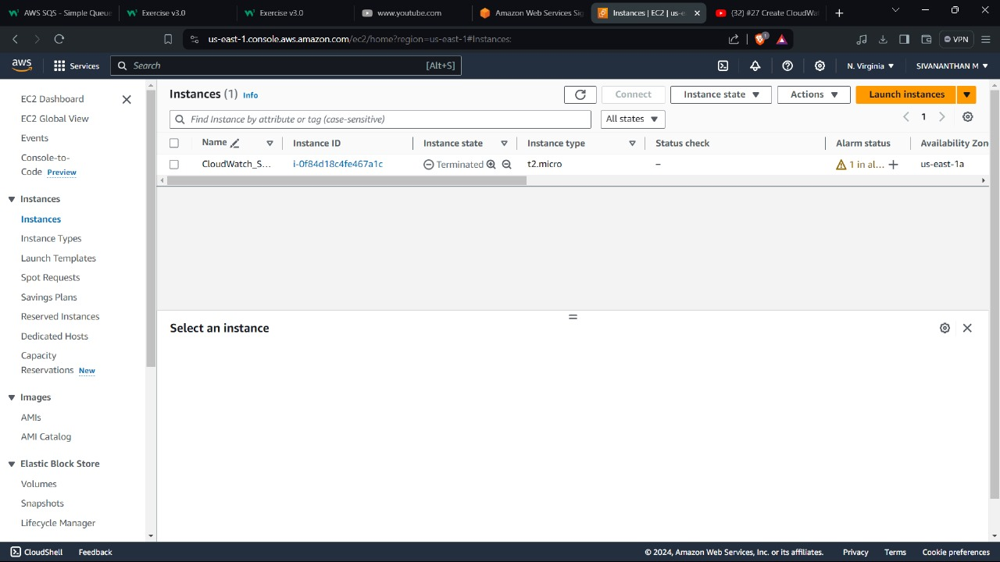 AWS SQS - Simple Queue
Exercise v3.0
Exercise v3.0
www.youtube.com
Amazon Web Services Sig
Instances | EC2 | us-e
(32) #27 Create CloudWat
us-east-1.console.aws.amazon.com/ec2/home?region=us-east-1#Instances:
1
VPN
aws
Services
Search
[Alt+S]
N. Virginia
SIVANANTHAN M
EC2 Dashboard
EC2 Global View
Events
Console-to-
Code Preview
Instances
Instances
Instance Types
Launch Templates
Spot Requests
Savings Plans
Reserved Instances
Dedicated Hosts
Capacity
Reservations New
Images
AMIs
AMI Catalog
Elastic Block Store
Volumes
Snapshots
Lifecycle Manager
Instances (1) Info
Connect
Instance state
Actions
Launch instances
Find Instance by attribute or tag (case-sensitive)
All states
1
Name
Instance ID
Instance state
Instance type
Status check
Alarm status
Availability Zon
CloudWatch_S...
i-0f84d18c4fe467a1c
Terminated
t2.micro
–
1 in al...
us-east-1a
Select an instance
CloudShell
Feedback
© 2024, Amazon Web Services, Inc. or its affiliates.
Privacy
Terms
Cookie preferences